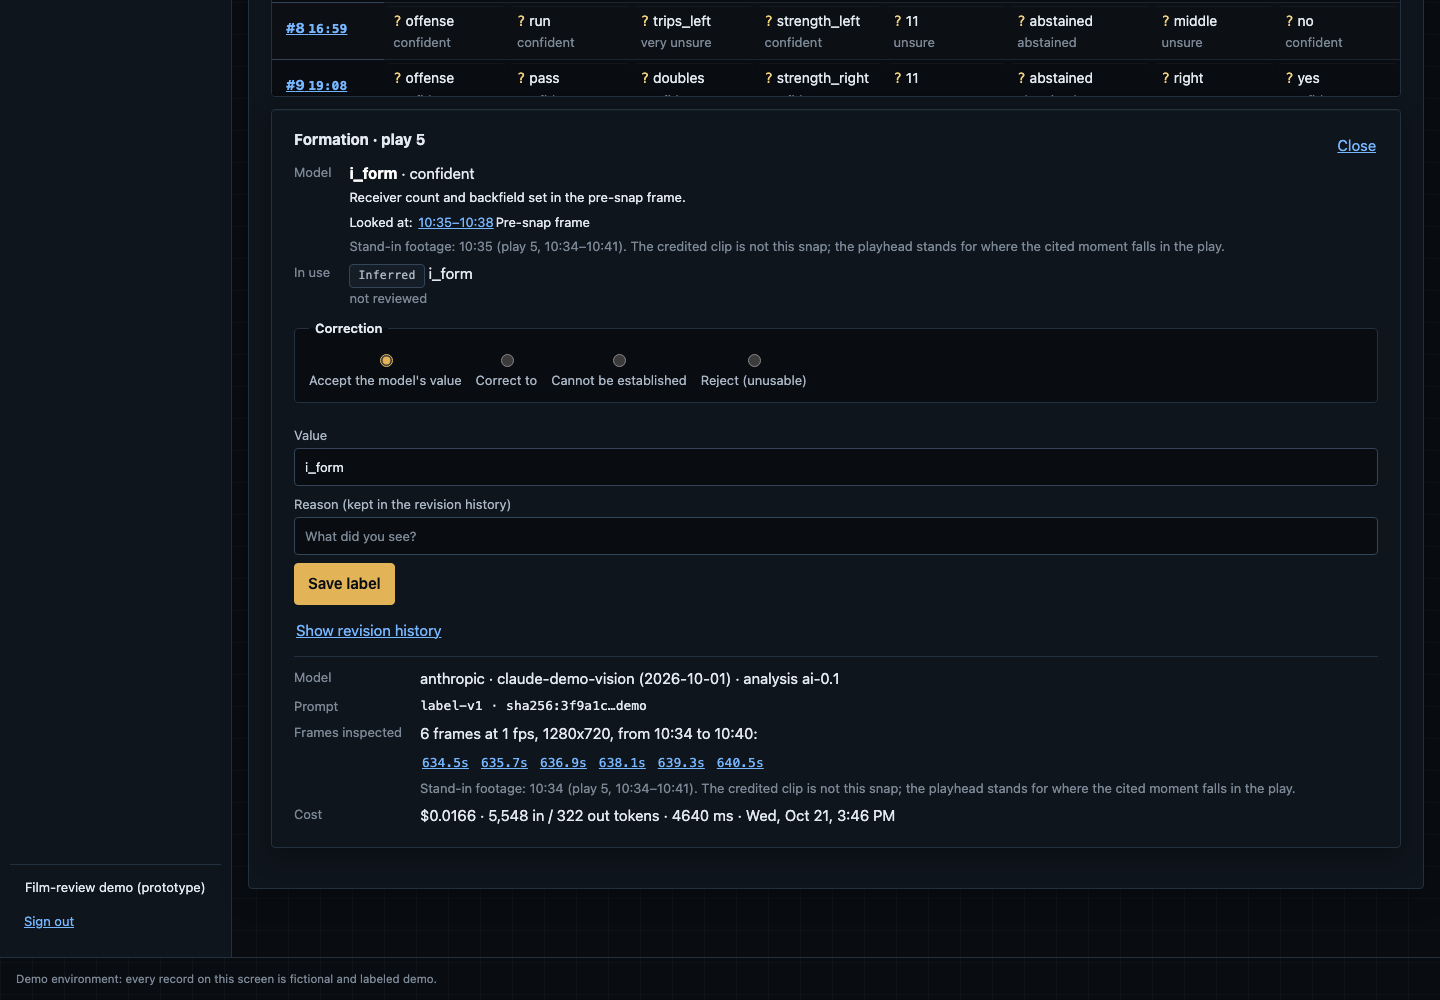 #8 16:59 ? offense ? run ? trips_left ? strength_left ? 11 ? abstained ? middle ? no
confident confident very unsure confident unsure abstained unsure confident
#9 19:08 ? offense ? pass ? doubles ? strength_right ? 11 ? abstained ? right ? yes
Formation · play 5
Close
Model i_form · confident
Receiver count and backfield set in the pre-snap frame.
Looked at: 10:35–10:38 Pre-snap frame
Stand-in footage: 10:35 (play 5, 10:34–10:41). The credited clip is not this snap; the playhead stands for where the cited moment falls in the play.
In use Inferred i_form
not reviewed
Correction
Accept the model's value Correct to Cannot be established Reject (unusable)
Value
i_form
Reason (kept in the revision history)
What did you see?
Save label
Show revision history
Model anthropic · claude-demo-vision (2026-10-01) · analysis ai-0.1
Prompt label-v1 · sha256:3f9a1c…demo
Frames inspected 6 frames at 1 fps, 1280x720, from 10:34 to 10:40:
634.5s 635.7s 636.9s 638.1s 639.3s 640.5s
Stand-in footage: 10:34 (play 5, 10:34–10:41). The credited clip is not this snap; the playhead stands for where the cited moment falls in the play.
Cost $0.0166 · 5,548 in / 322 out tokens · 4640 ms · Wed, Oct 21, 3:46 PM
Film-review demo (prototype)
Sign out
Demo environment: every record on this screen is fictional and labeled demo.